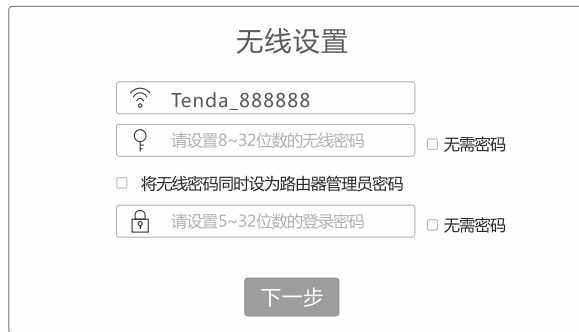 无线设置
Tenda_888888
请设置8~32位数的无线密码
无需密码
将无线密码同时设为路由器管理员密码
请设置5~32位数的登录密码
无需密码
下一步